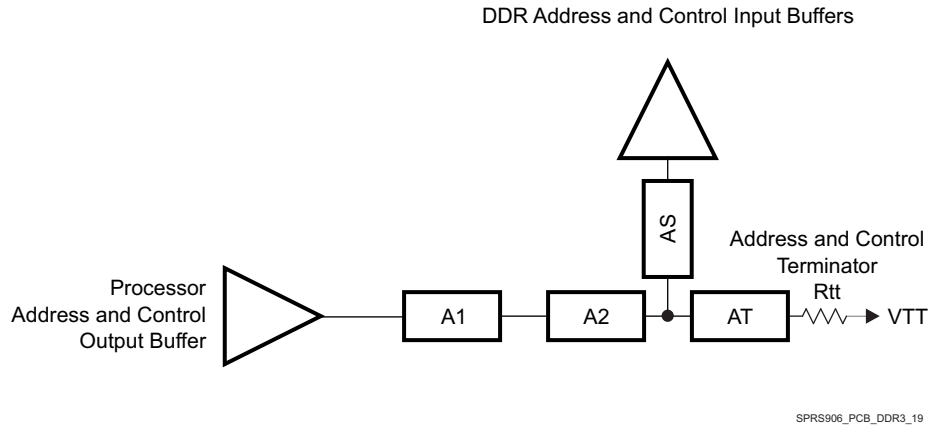 DDR Address and Control Input Buffers
AS
Address and Control
Terminator
Rtt
Processor
Address and Control
Output Buffer
A1
A2
AT
VTT
SPRS906_PCB_DDR3_19